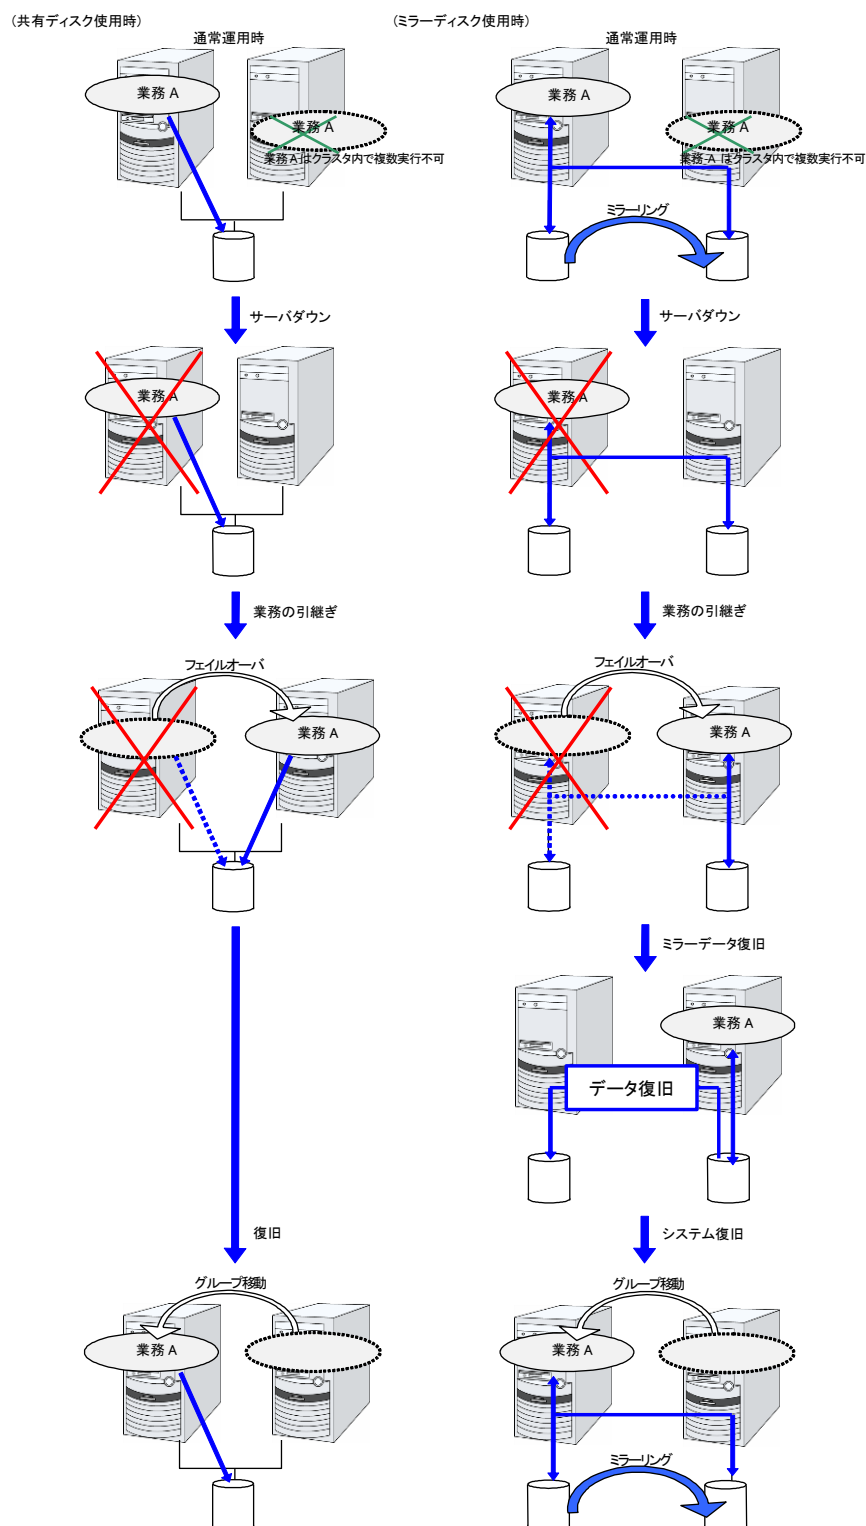 （共有ディスク使用時）
通常運用時
業務 A
業務 A
業務 A はクラスタ内で複数実行不可
サーバダウン
業務 A
業務の引継ぎ
フェイルオーバ
業務 A
復旧
グループ移動
業務 A
（ミラーディスク使用時）
通常運用時
業務 A
業務 A
業務 A はクラスタ内で複数実行不可
ミラーリング
サーバダウン
業務 A
業務の引継ぎ
フェイルオーバ
業務 A
ミラーデータ復旧
業務 A
データ復旧
システム復旧
グループ移動
業務 A
ミラーリング